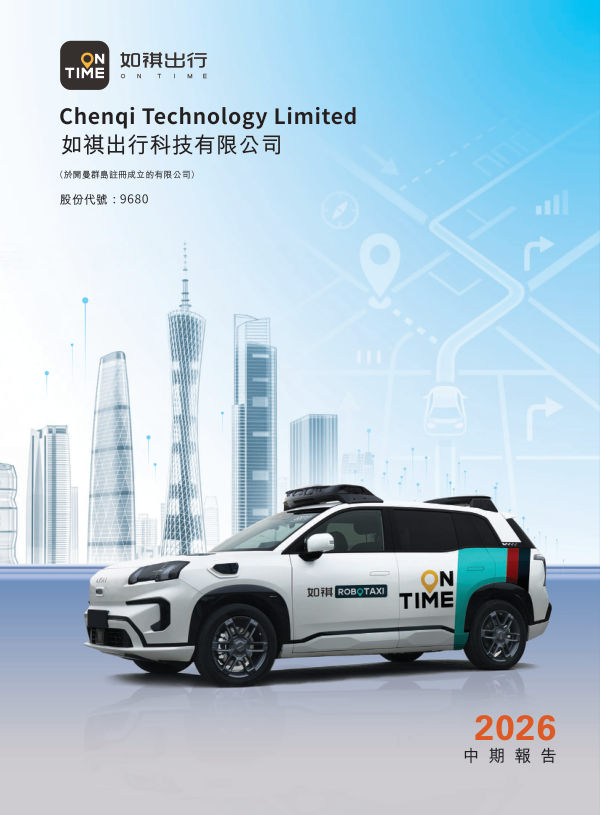 ON
TIME
如祺出行
ON TIME
Chenqi Technology Limited
如祺出行科技有限公司
(於開曼群島註冊成立的有限公司)
股份代號：9680
如祺 ROBOTAXI
ON
TIME
2026
中期報告